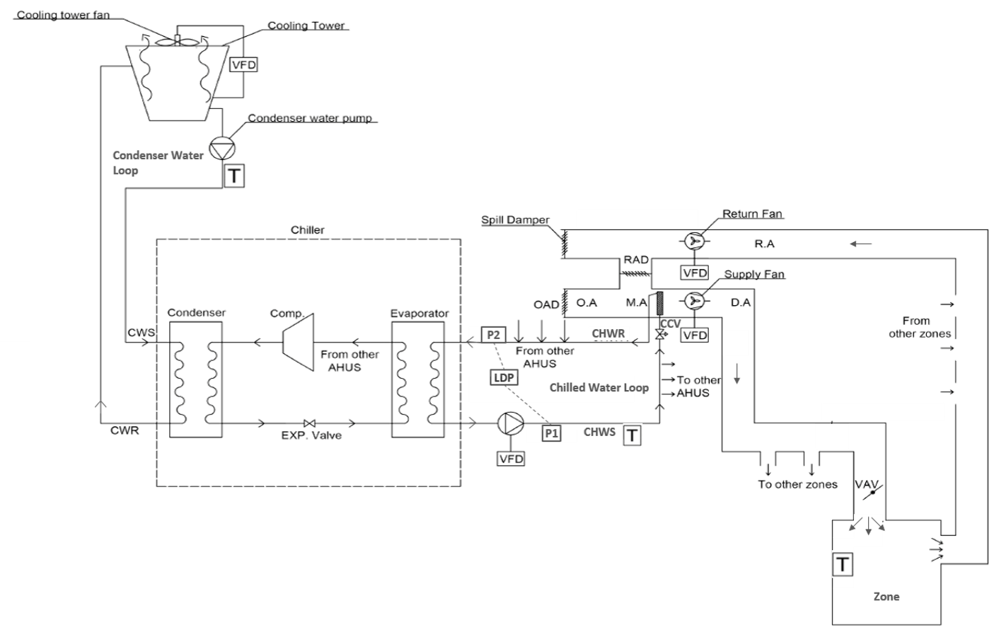 Cooling tower fan
Cooling Tower
VFD
Condenser water pump
Condenser Water
Loop
T
Chiller
Condenser
Comp.
Evaporator
CWS
From other
AHUS
CWR
EXP. Valve
Spill Damper
Return Fan
R.A
RAD
VFD
Supply Fan
OAD
O.A
M.A
D.A
CCV
VFD
P2
CHWR
From other
AHUS
LDP
Chilled Water Loop
To other
AHUS
P1
CHWS
T
VFD
From
other zones
To other zones
VAV
T
Zone